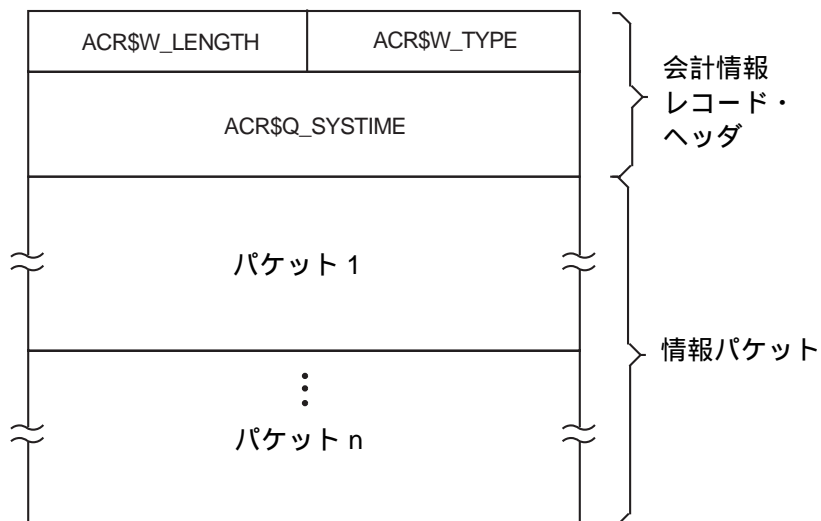 ACR$W_LENGTH
ACR$W_TYPE
ACR$Q_SYSTIME
会計情報
レコード・
ヘッダ
パケット 1
情報パケット
パケット n